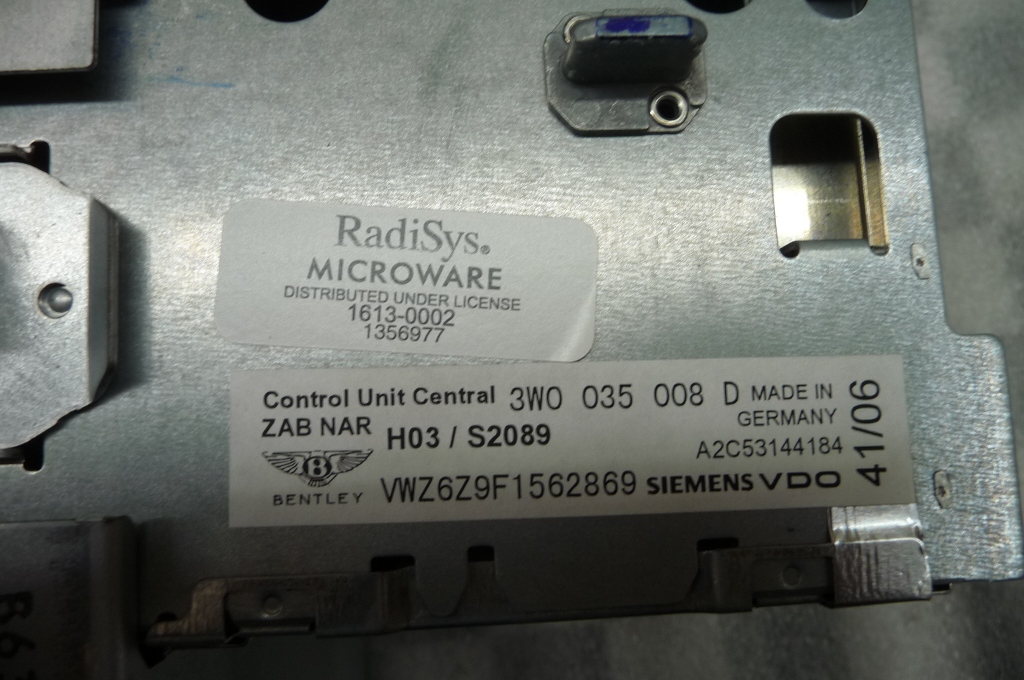 RadiSys®
MICROWARE
DISTRIBUTED UNDER LICENSE
1613-0002
1356977
Control Unit Central 3W0 035 008 D MADE IN
GERMANY
ZAB NAR H03 / S2089
A2C53144184
41/06
B
BENTLEY VWZ6Z9F1562869 SIEMENS VDO